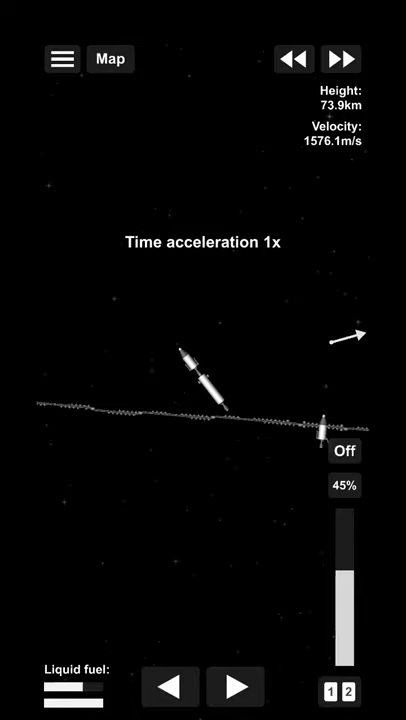 Map
Height:
73.9km
Velocity:
1576.1m/s
Time acceleration 1x
Off
45%
Liquid fuel:
1 2